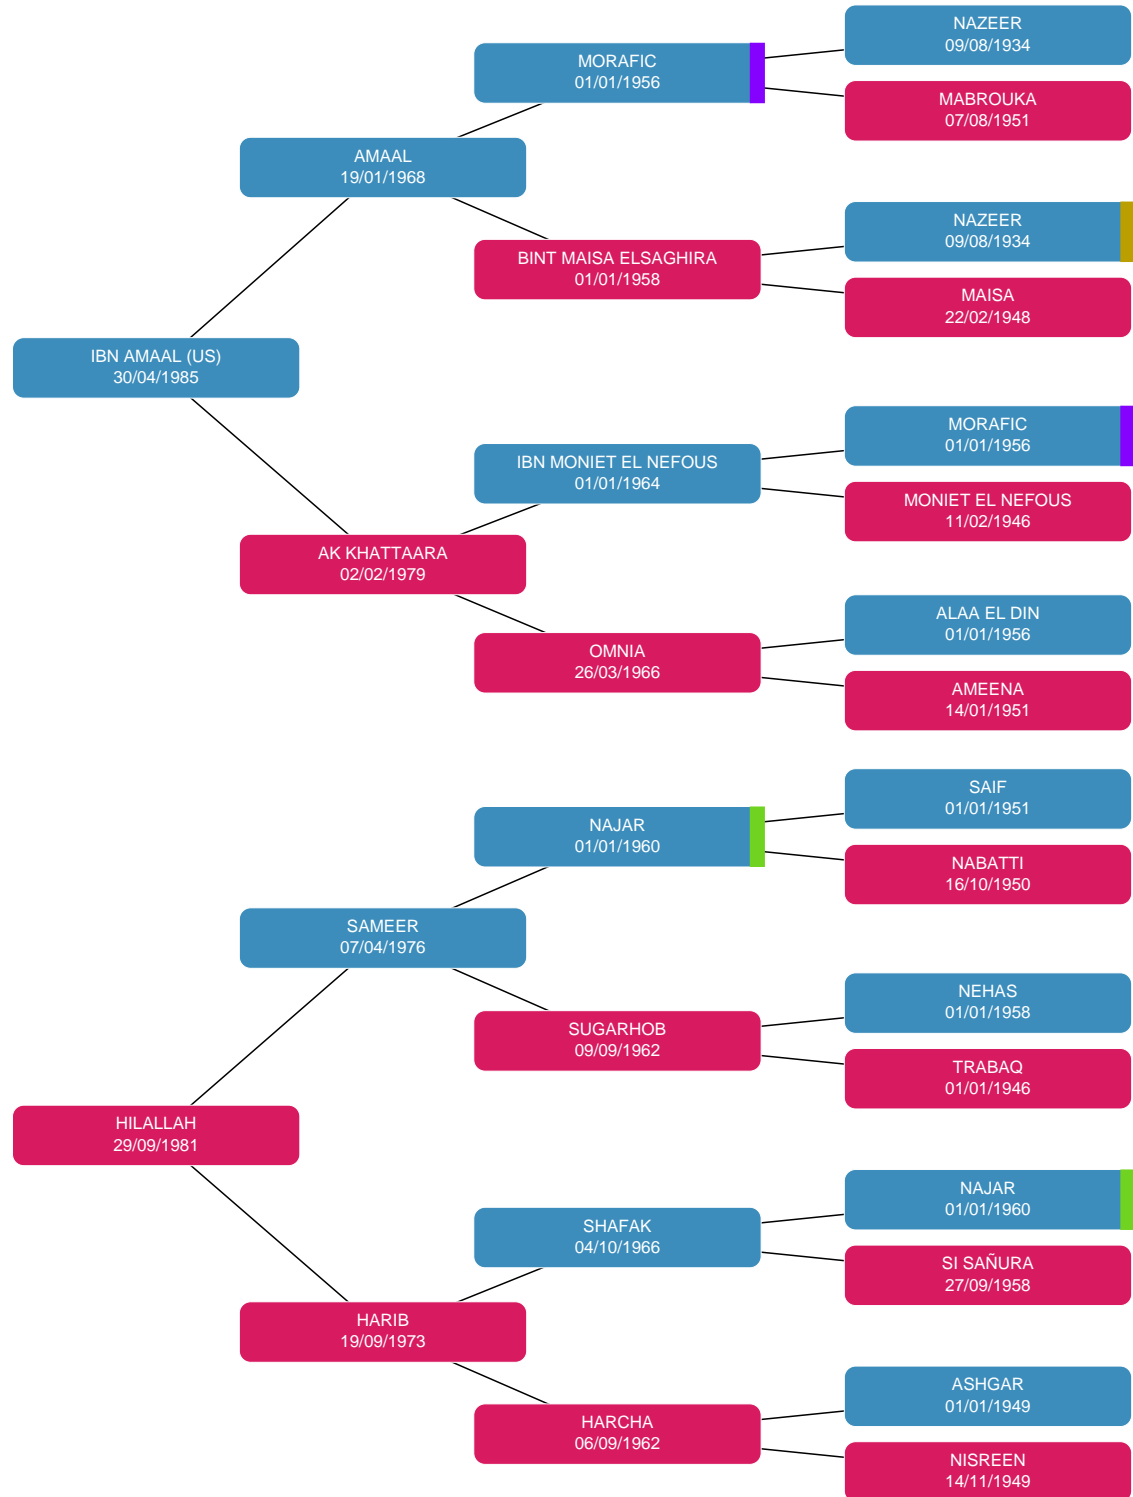 NAZEER
09/08/1934
MORAFIC
01/01/1956
MABROUKA
07/08/1951
AMAAL
19/01/1968
NAZEER
09/08/1934
BINT MAISA ELSAGHIRA
01/01/1958
MAISA
22/02/1948
IBN AMAAL (US)
30/04/1985
MORAFIC
01/01/1956
IBN MONIET EL NEFOUS
01/01/1964
MONIET EL NEFOUS
11/02/1946
AK KHATTAARA
02/02/1979
ALAA EL DIN
01/01/1956
OMNIA
26/03/1966
AMEENA
14/01/1951
SAIF
01/01/1951
NAJAR
01/01/1960
NABATTI
16/10/1950
SAMEER
07/04/1976
NEHAS
01/01/1958
SUGARHOB
09/09/1962
TRABAQ
01/01/1946
HILALLAH
29/09/1981
NAJAR
01/01/1960
SHAFAK
04/10/1966
SI SAÑURA
27/09/1958
HARIB
19/09/1973
ASHGAR
01/01/1949
HARCHA
06/09/1962
NISREEN
14/11/1949